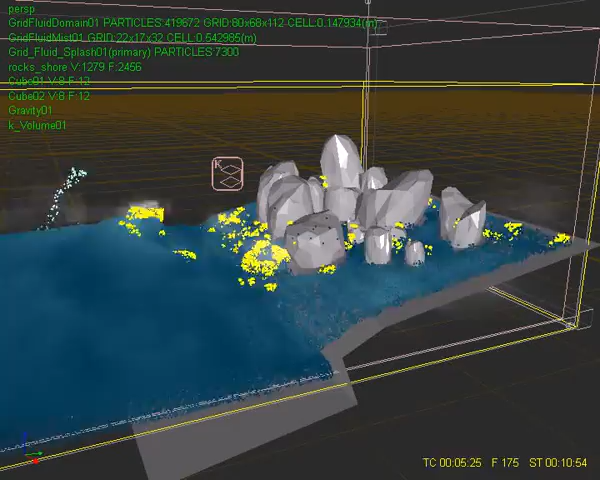 persp
GridFluidDomain01 PARTICLES:419672 GRID:80x68x112 CELL:0.147934(m)
GridFluidMist01 GRID:22x17x32 CELL:0.542985(m)
Grid_Fluid_Splash01(primary) PARTICLES:7300
rocks_shore V:1279 F:2456
Cube01 V:8 F:12
Cube02 V:8 F:12
Gravity01
k_Volume01
K
TC 00:05:25 F 175 ST 00:10:54